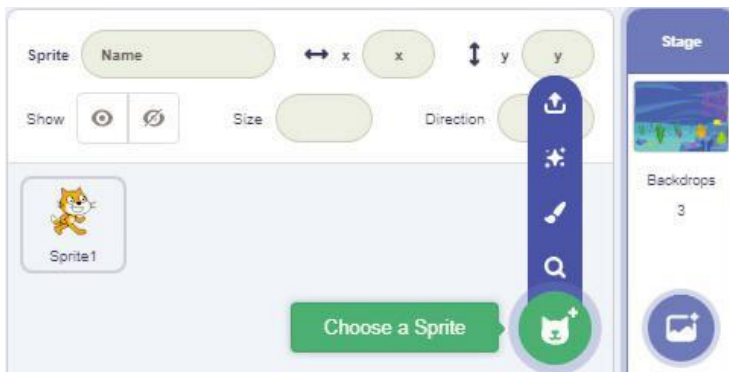 Sprite Name x x y y
Stage
Show Size Direction
Backdrops
3
Sprite1
Choose a Sprite